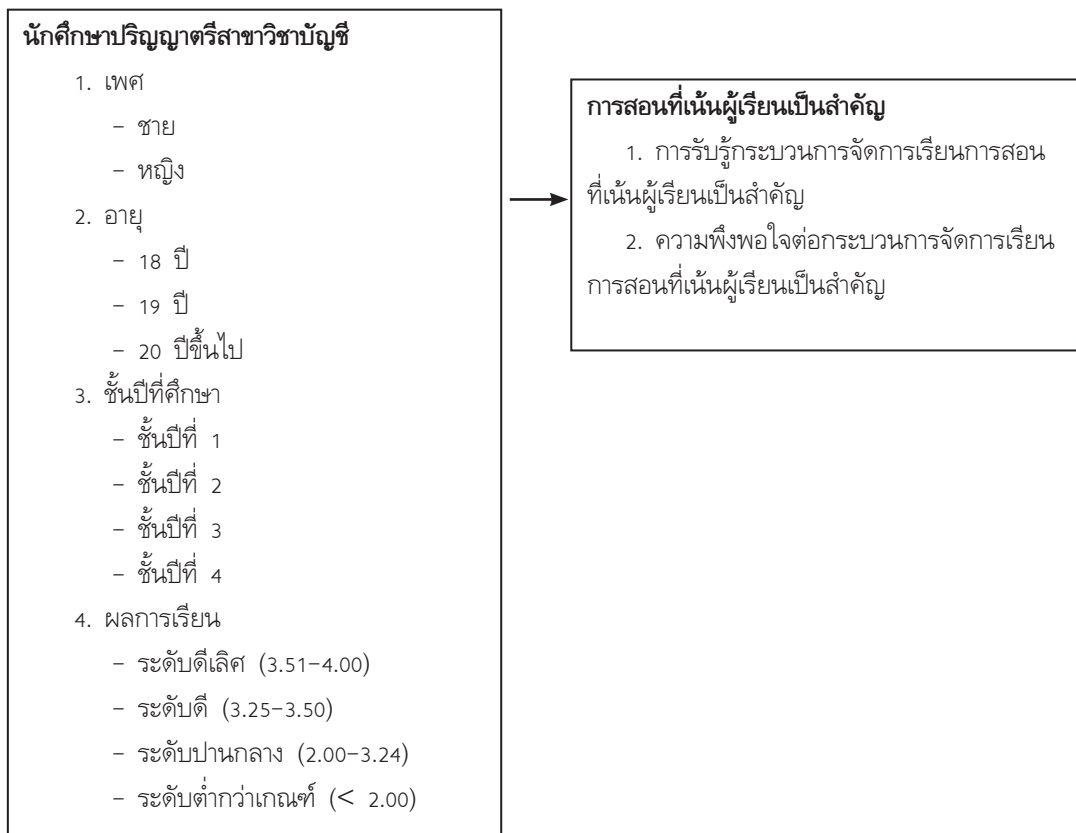 นักศึกษาปริญญาตรีสาขาวิชาบัญชี
1. เพศ
- ชาย
- หญิง
2. อายุ
- 18 ปี
- 19 ปี
- 20 ปีขึ้นไป
3. ชั้นปีที่ศึกษา
- ชั้นปีที่ 1
- ชั้นปีที่ 2
- ชั้นปีที่ 3
- ชั้นปีที่ 4
4. ผลการเรียน
- ระดับดีเลิศ (3.51-4.00)
- ระดับดี (3.25-3.50)
- ระดับปานกลาง (2.00-3.24)
- ระดับต่ำกว่าเกณฑ์ (< 2.00)
การสอนที่เน้นผู้เรียนเป็นสำคัญ
1. การรับรู้กระบวนการจัดการเรียนการสอน
ที่เน้นผู้เรียนเป็นสำคัญ
2. ความพึงพอใจต่อกระบวนการจัดการเรียน
การสอนที่เน้นผู้เรียนเป็นสำคัญ